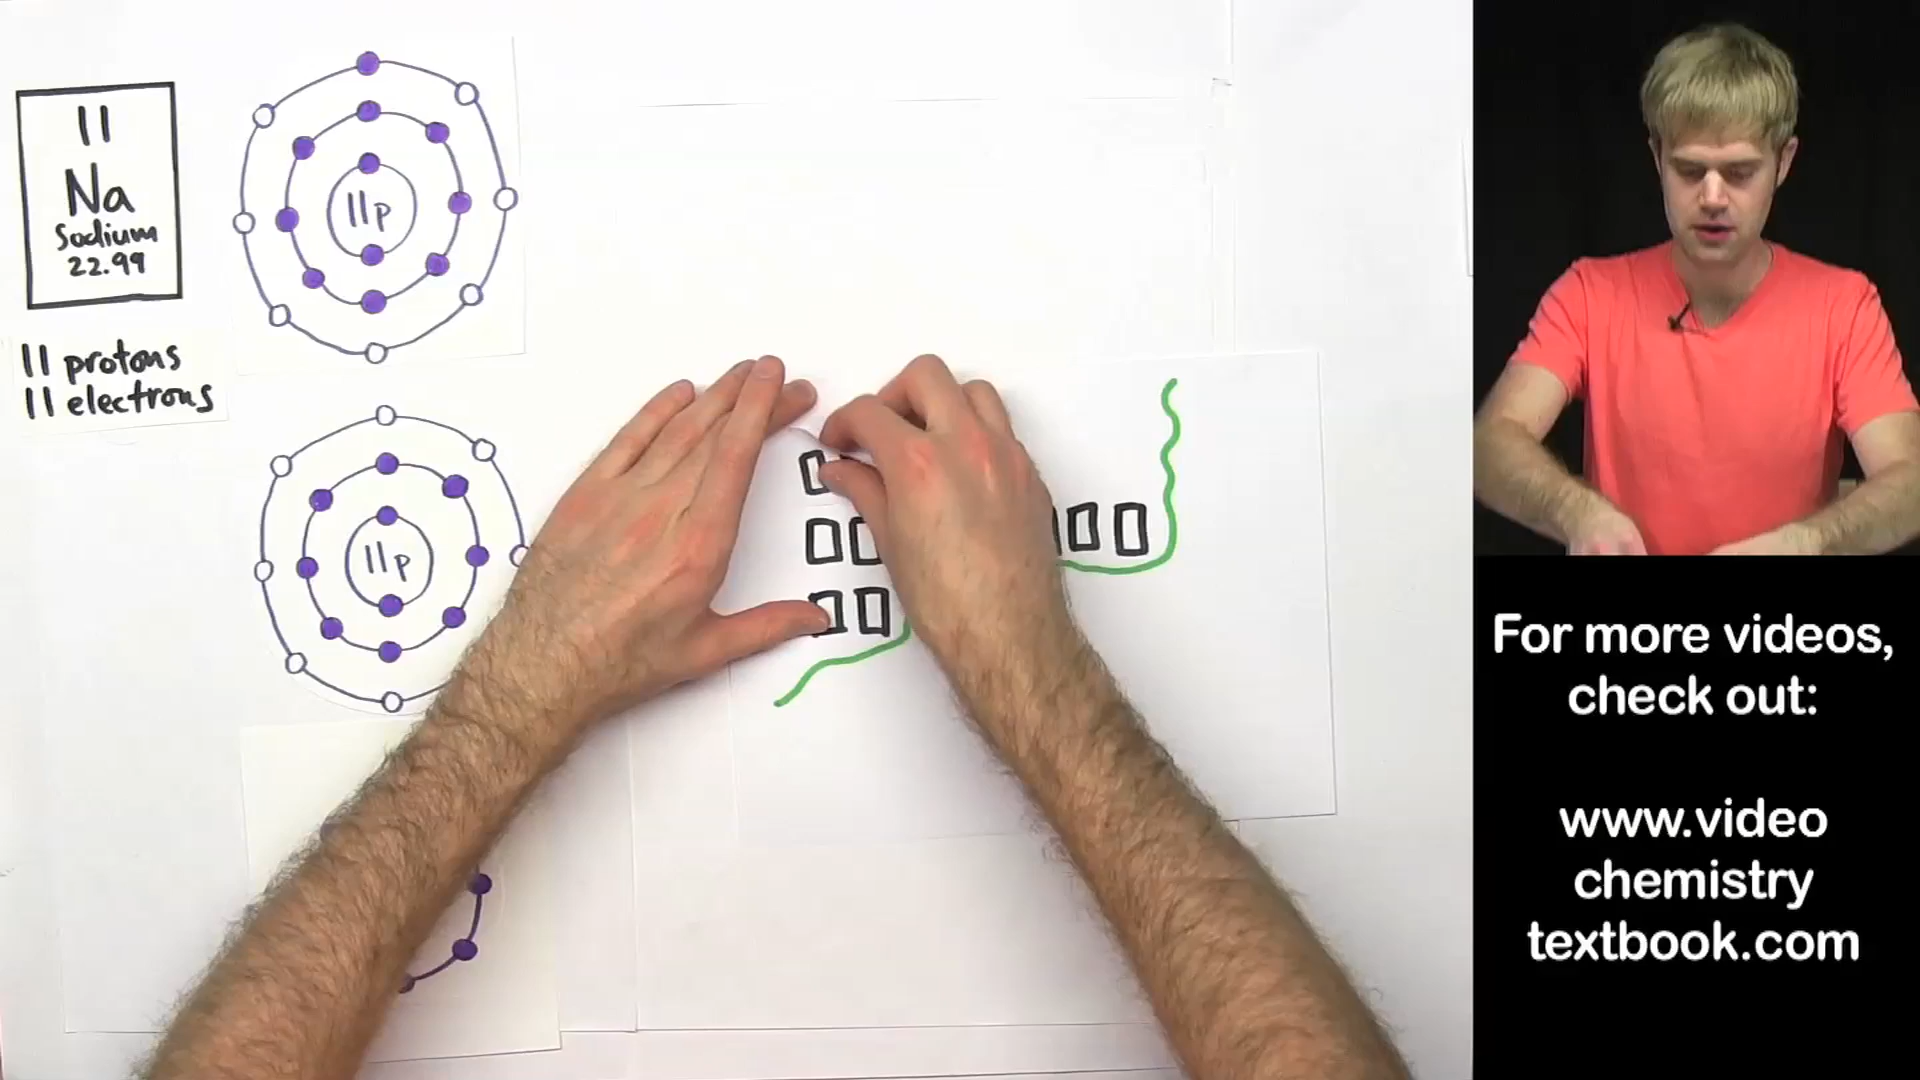 11
Na
Sodium
22.99
11 protons
11 electrons
11p
11p
For more videos,
check out:
www.video
chemistry
textbook.com